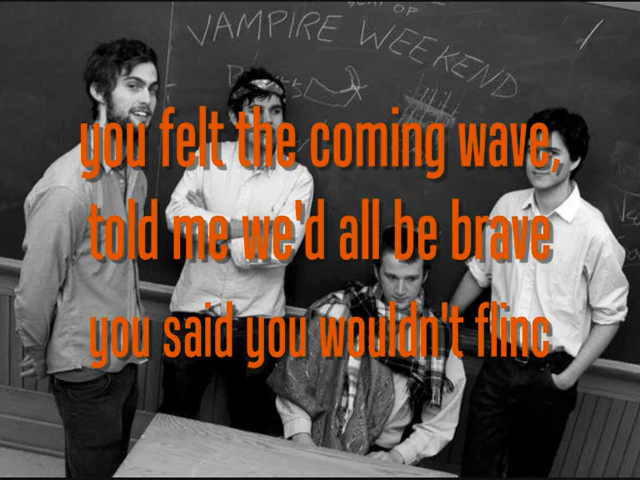 VAMPIRE WEEKEND
you felt the coming wave,
told me we'd all be brave
you said you wouldn't flinc